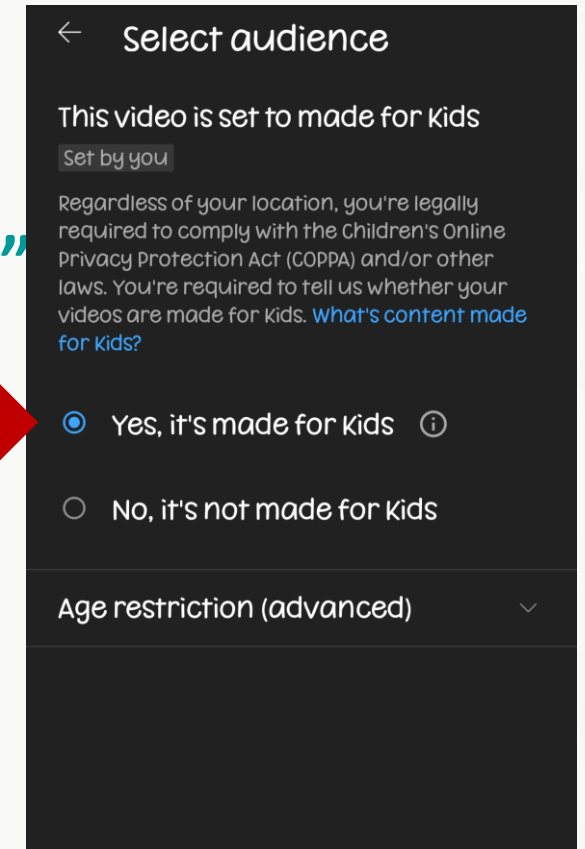 Select audience
This video is set to made for Kids
Set by you
Regardless of your location, you're legally
required to comply with the Children's Online
Privacy Protection Act (COPPA) and/or other
laws. You're required to tell us whether your
videos are made for Kids. What's content made
for Kids?
Yes, it's made for Kids
No, it's not made for Kids
Age restriction (advanced)
”